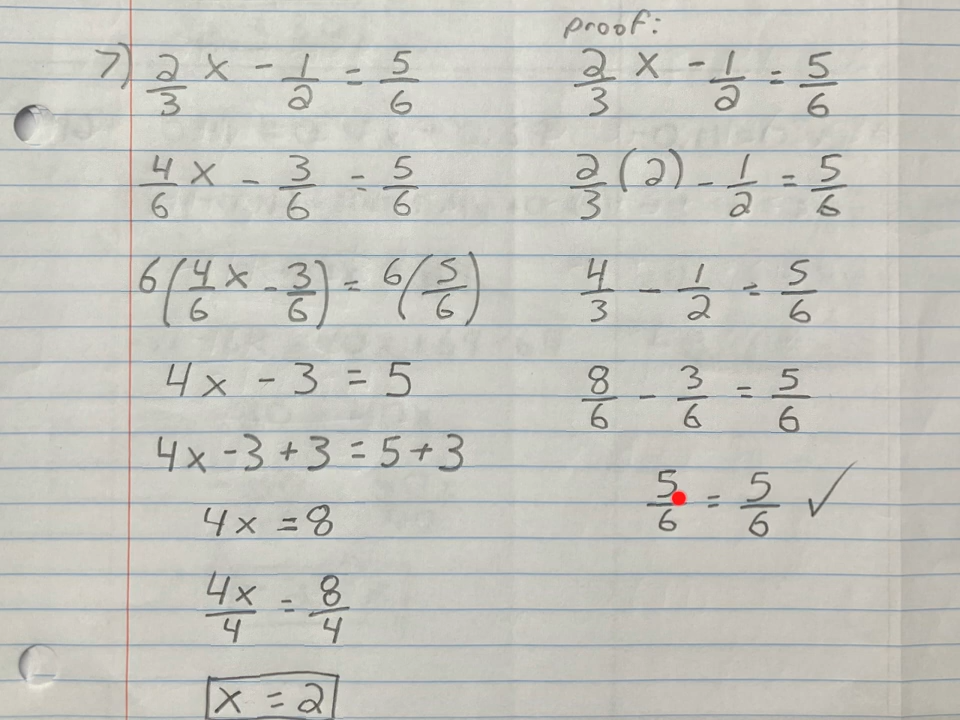 7) 2/3 x - 1/2 = 5/6
4/6 x - 3/6 = 5/6
6(4/6 x - 3/6) = 6(5/6)
4x - 3 = 5
4x - 3 + 3 = 5 + 3
4x = 8
4x/4 = 8/4
x = 2
proof:
2/3 x - 1/2 = 5/6
2/3 (2) - 1/2 = 5/6
4/3 - 1/2 = 5/6
8/6 - 3/6 = 5/6
5/6 = 5/6 ✓